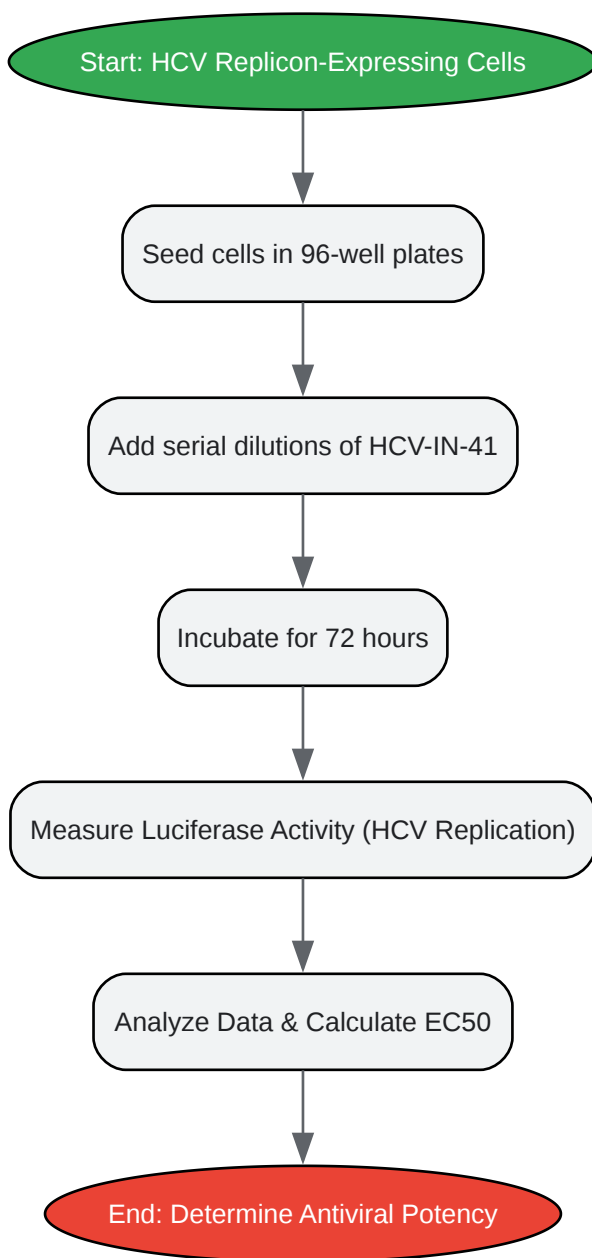 Start: HCV Replicon-Expressing Cells
Seed cells in 96-well plates
Add serial dilutions of HCV-IN-41
Incubate for 72 hours
Measure Luciferase Activity (HCV Replication)
Analyze Data & Calculate EC50
End: Determine Antiviral Potency